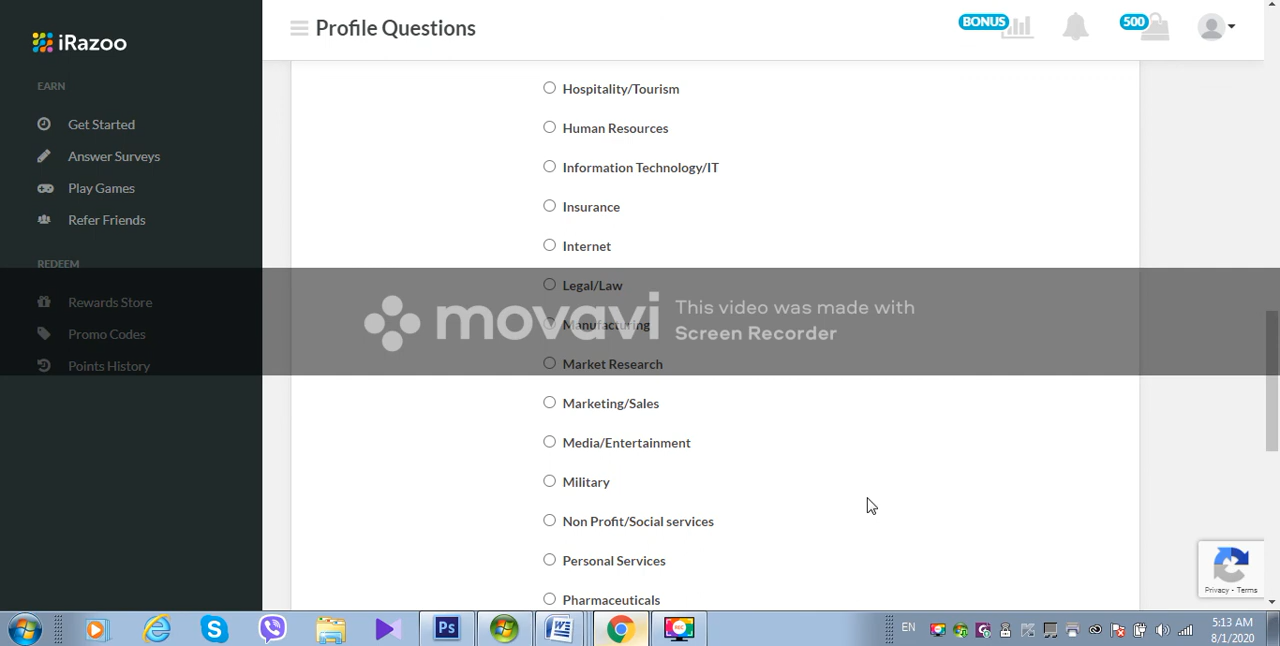 iRazoo
Profile Questions
BONUS
500
EARN
Get Started
Answer Surveys
Play Games
Refer Friends
REDEEM
Rewards Store
Promo Codes
Points History
Hospitality/Tourism
Human Resources
Information Technology/IT
Insurance
Internet
Legal/Law
Manufacturing
Market Research
Marketing/Sales
Media/Entertainment
Military
Non Profit/Social services
Personal Services
Pharmaceuticals
movavi
This video was made with
Screen Recorder
Privacy - Terms
Ps
REC
EN
5:13 AM
8/1/2020